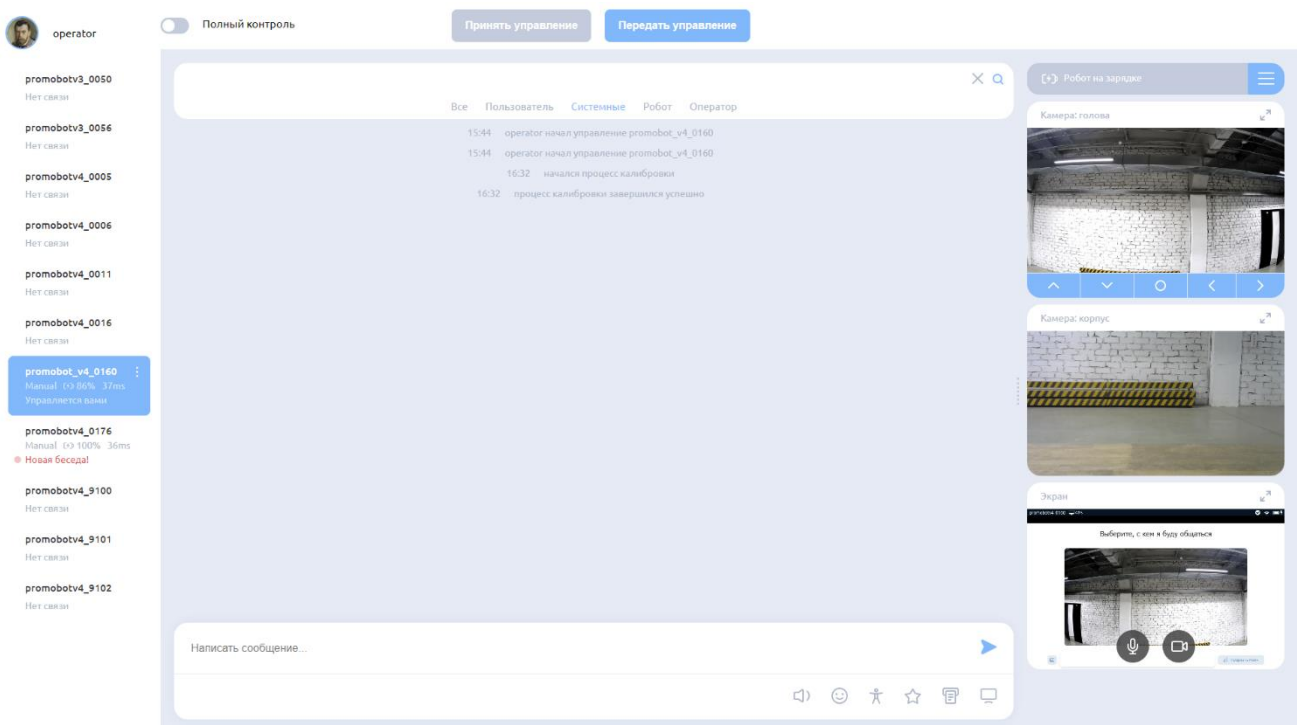 operator
Полный контроль
Принять управление
Передать управление
promobotv3_0050
Нет связи
promobotv3_0056
Нет связи
promobotv4_0005
Нет связи
promobotv4_0006
Нет связи
promobotv4_0011
Нет связи
promobotv4_0016
Нет связи
promobot_v4_0160
Manual 86% 37ms
Управляется вами
promobotv4_0176
Manual 100% 36ms
Новая беседа!
promobotv4_9100
Нет связи
promobotv4_9101
Нет связи
promobotv4_9102
Нет связи
Все Пользователь Системные Робот Оператор
15:44 operator начал управление promobot_v4_0160
15:44 operator начал управление promobot_v4_0160
16:32 начался процесс калибровки
16:32 процесс калибровки завершился успешно
Написать сообщение...
Робот на зарядке
Камера: голова
Камера: корпус
Экран
Выберите, с кем я буду общаться